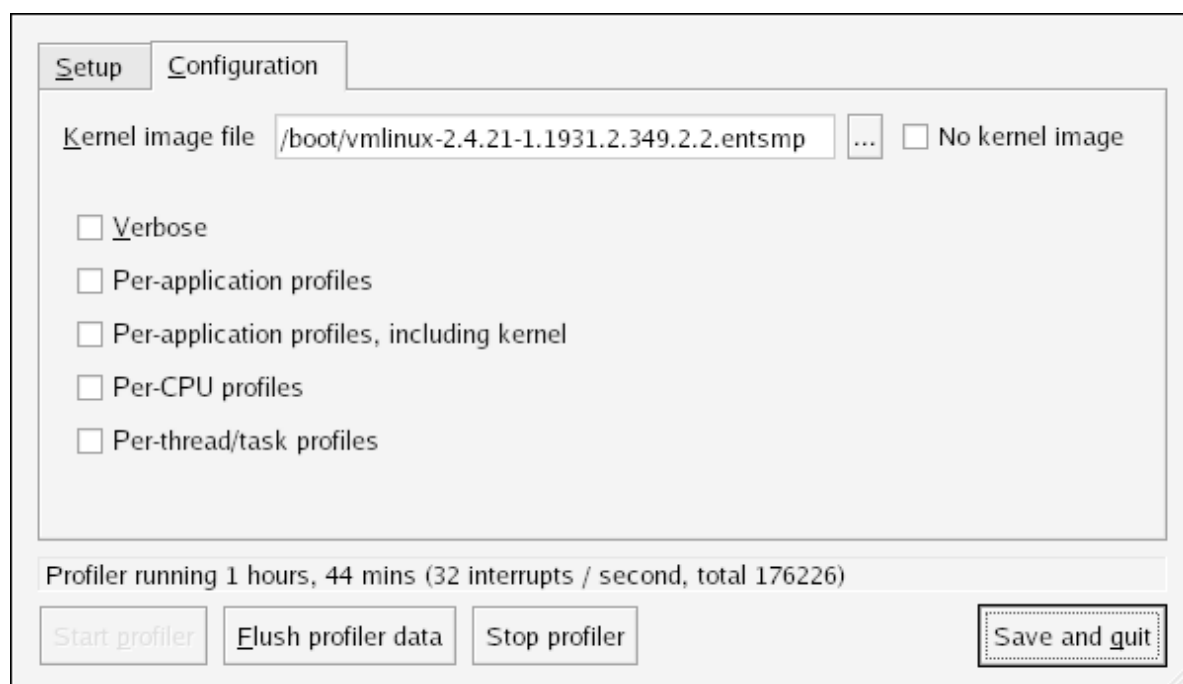 Setup Configuration
Kernel image file /boot/vmlinux-2.4.21-1.1931.2.349.2.2.entsmp ... No kernel image
Verbose
Per-application profiles
Per-application profiles, including kernel
Per-CPU profiles
Per-thread/task profiles
Profiler running 1 hours, 44 mins (32 interrupts / second, total 176226)
Start profiler Flush profiler data Stop profiler Save and quit